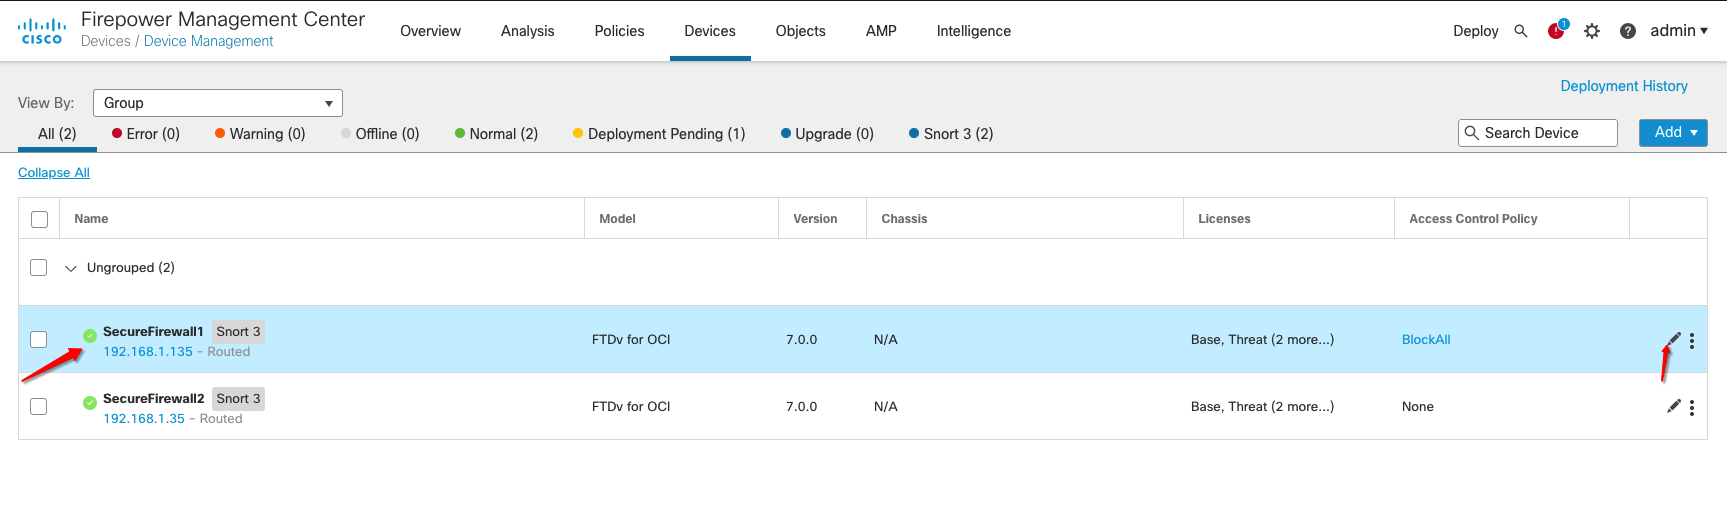 Firepower Management Center
CISCO
Devices / Device Management
Overview Analysis Policies Devices Objects AMP Intelligence
Deploy 1 ! ? admin
Deployment History
View By: Group
All (2) Error (0) Warning (0) Offline (0) Normal (2) Deployment Pending (1) Upgrade (0) Snort 3 (2) Search Device Add
Collapse All
Name Model Version Chassis Licenses Access Control Policy
Ungrouped (2)
SecureFirewall1 Snort 3
192.168.1.135 - Routed
FTDv for OCI 7.0.0 N/A Base, Threat (2 more...) BlockAll
SecureFirewall2 Snort 3
192.168.1.35 - Routed
FTDv for OCI 7.0.0 N/A Base, Threat (2 more...) None